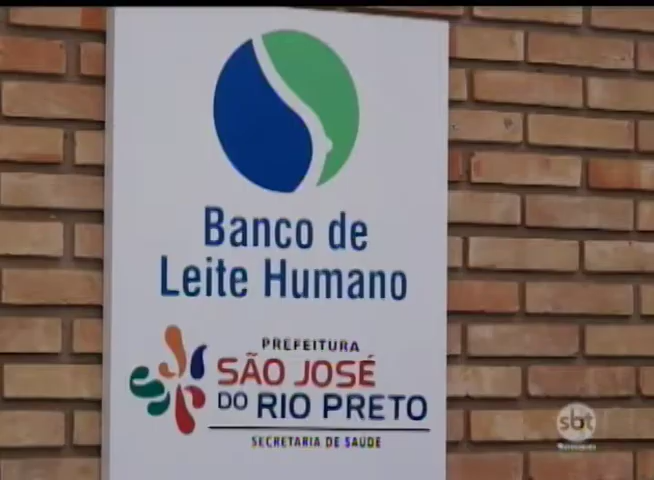 Banco de
Leite Humano
PREFEITURA
SÃO JOSÉ
DO RIO PRETO
SECRETARIA DE SAÚDE
sbt